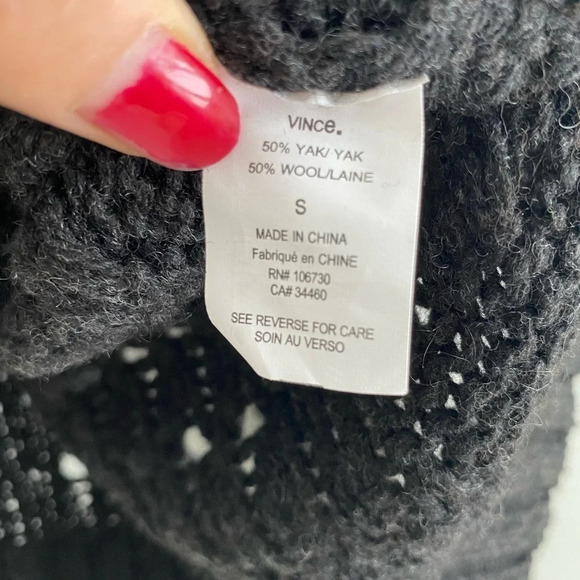 VINCe.
50% YAK/ YAK
50% WOOL/LAINE
S
MADE IN CHINA
Fabriqué en CHINE
RN# 106730
CA# 34460
SEE REVERSE FOR CARE
SOIN AU VERSO